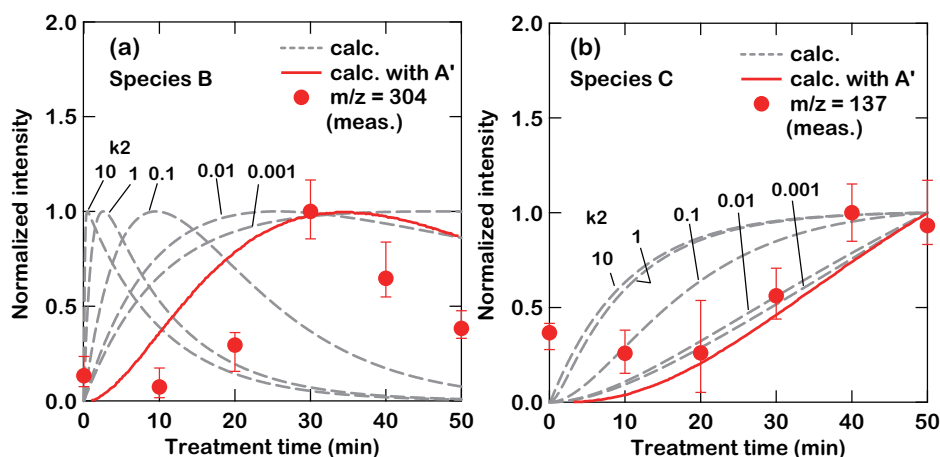 (a)
calc.
calc. with A'
m/z = 304
(meas.)
Species B
k2
10
1
0.1
0.01
0.001
Normalized intensity
2.0
1.5
1.0
0.5
0.0
0
10
20
30
40
50
Treatment time (min)
(b)
calc.
calc. with A'
m/z = 137
(meas.)
Species C
k2
10
1
0.1
0.01
0.001
Normalized intensity
2.0
1.5
1.0
0.5
0.0
0
10
20
30
40
50
Treatment time (min)